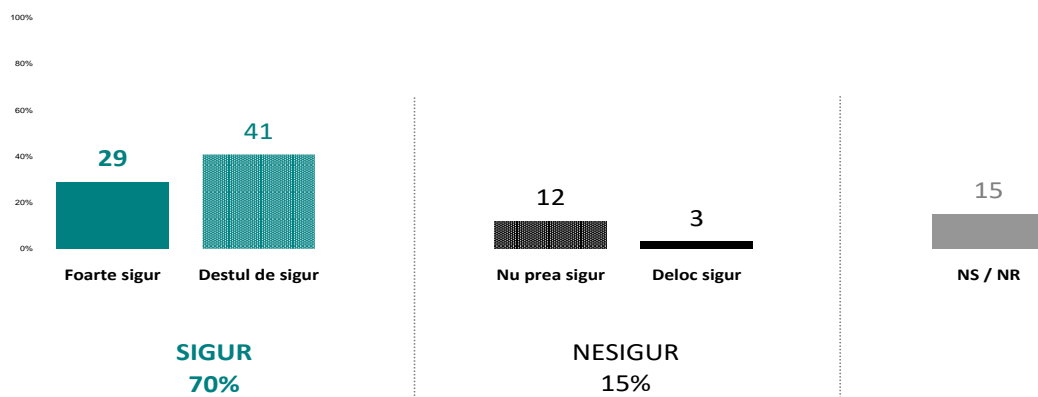 100%
80%
60%
40%
20%
0%
29
41
12
3
15
Foarte sigur
Destul de sigur
Nu prea sigur
Deloc sigur
NS / NR
SIGUR
70%
NESIGUR
15%